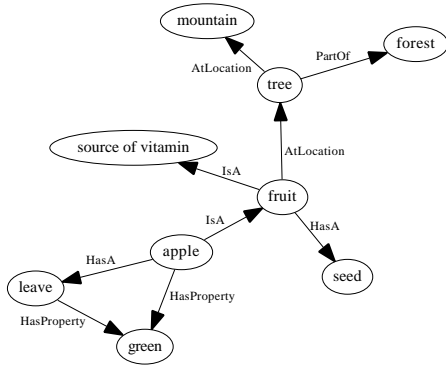 mountain
forest
AtLocation
PartOf
tree
source of vitamin
AtLocation
IsA
fruit
IsA
HasA
apple
HasA
seed
leave
HasProperty
HasProperty
green